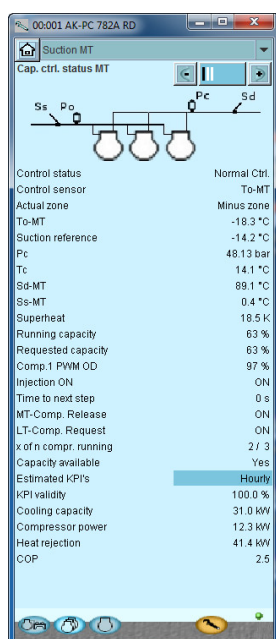 00:001 AK-PC 782A RD
Suction MT
Cap. ctrl. status MT
Ss Po Pc Sd
Control status Normal Ctrl.
Control sensor To-MT
Actual zone Minus zone
To-MT -18.3 °C
Suction reference -14.2 °C
Pc 48.13 bar
Tc 14.1 °C
Sd-MT 89.1 °C
Ss-MT 0.4 °C
Superheat 18.5 K
Running capacity 63 %
Requested capacity 63 %
Comp.1 PWM OD 97 %
Injection ON ON
Time to next step 0 s
MT-Comp. Release ON
LT-Comp. Request ON
x of n compr. running 2/ 3
Capacity available Yes
Estimated KPI's Hourly
KPI validity 100.0 %
Cooling capacity 31.0 kW
Compressor power 12.3 kW
Heat rejection 41.4 kW
COP 2.5